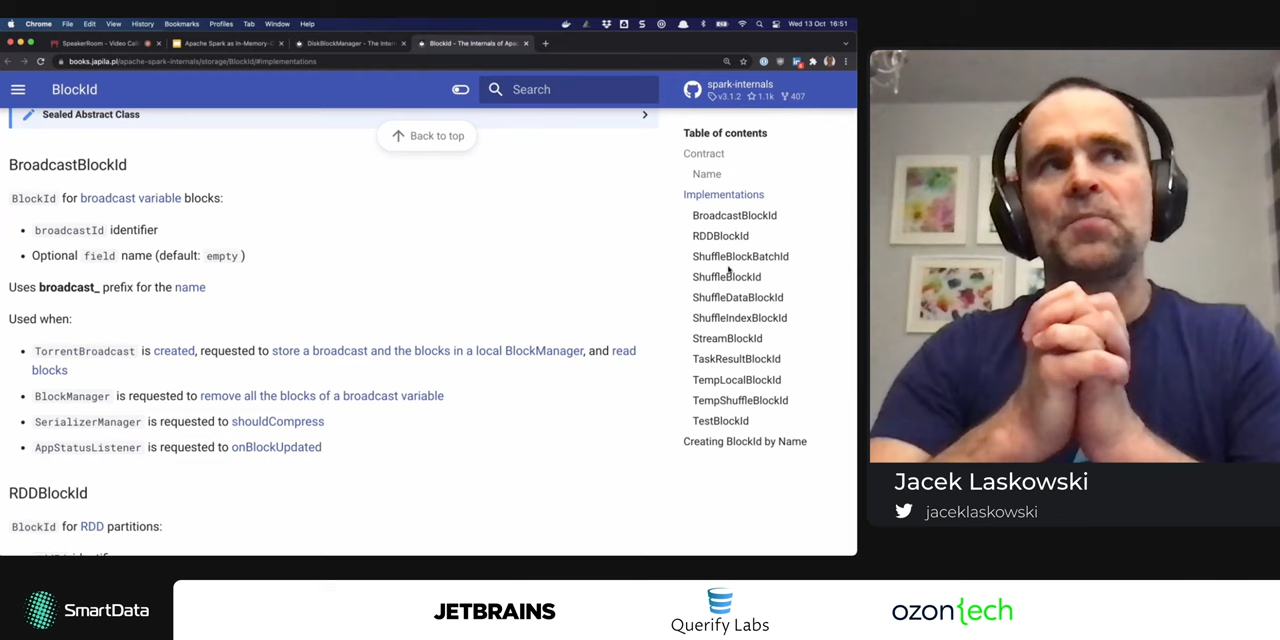 Chrome File Edit View History Bookmarks Profiles Tab Window Help
Wed 13 Oct 16:51
SpeakerRoom - Video Cal
Apache Spark as In-Memory-C
DiskBlockManager - The Inter
BlockId - The Internals of Apac
books.japila.pl/apache-spark-internals/storage/BlockId/#implementations
BlockId
Search
spark-internals
v3.1.2 1.1k 407
Sealed Abstract Class
Back to top
BroadcastBlockId
BlockId for broadcast variable blocks:
broadcastId identifier
Optional field name (default: empty)
Uses broadcast_ prefix for the name
Used when:
TorrentBroadcast is created, requested to store a broadcast and the blocks in a local BlockManager, and read
blocks
BlockManager is requested to remove all the blocks of a broadcast variable
SerializerManager is requested to shouldCompress
AppStatusListener is requested to onBlockUpdated
RDDBlockId
BlockId for RDD partitions:
Table of contents
Contract
Name
Implementations
BroadcastBlockId
RDDBlockId
ShuffleBlockBatchId
ShuffleBlockId
ShuffleDataBlockId
ShuffleIndexBlockId
StreamBlockId
TaskResultBlockId
TempLocalBlockId
TempShuffleBlockId
TestBlockId
Creating BlockId by Name
Jacek Laskowski
jaceklaskowski
SmartData
JETBRAINS
Querify Labs
ozon{tech